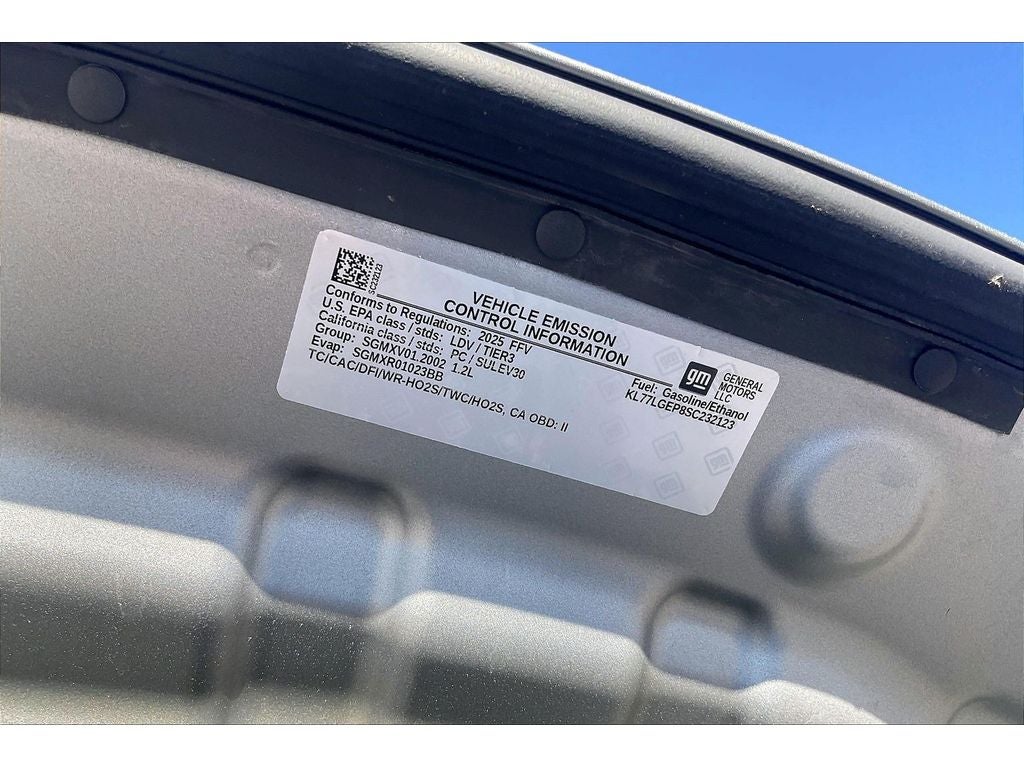 SC232123
VEHICLE EMISSION
CONTROL INFORMATION
Conforms to Regulations: 2025 FFV
U.S. EPA class / stds: LDV / TIER3
California class / stds: PC / SULEV30
Group: SGMXV01.2002 1.2L
Evap: SGMXR01023BB
TC/CAC/DFI/WR-HO2S/TWC/HO2S, CA OBD: II
gm
GENERAL
MOTORS
LLC
Fuel: Gasoline/Ethanol
KL77LGEP8SC232123